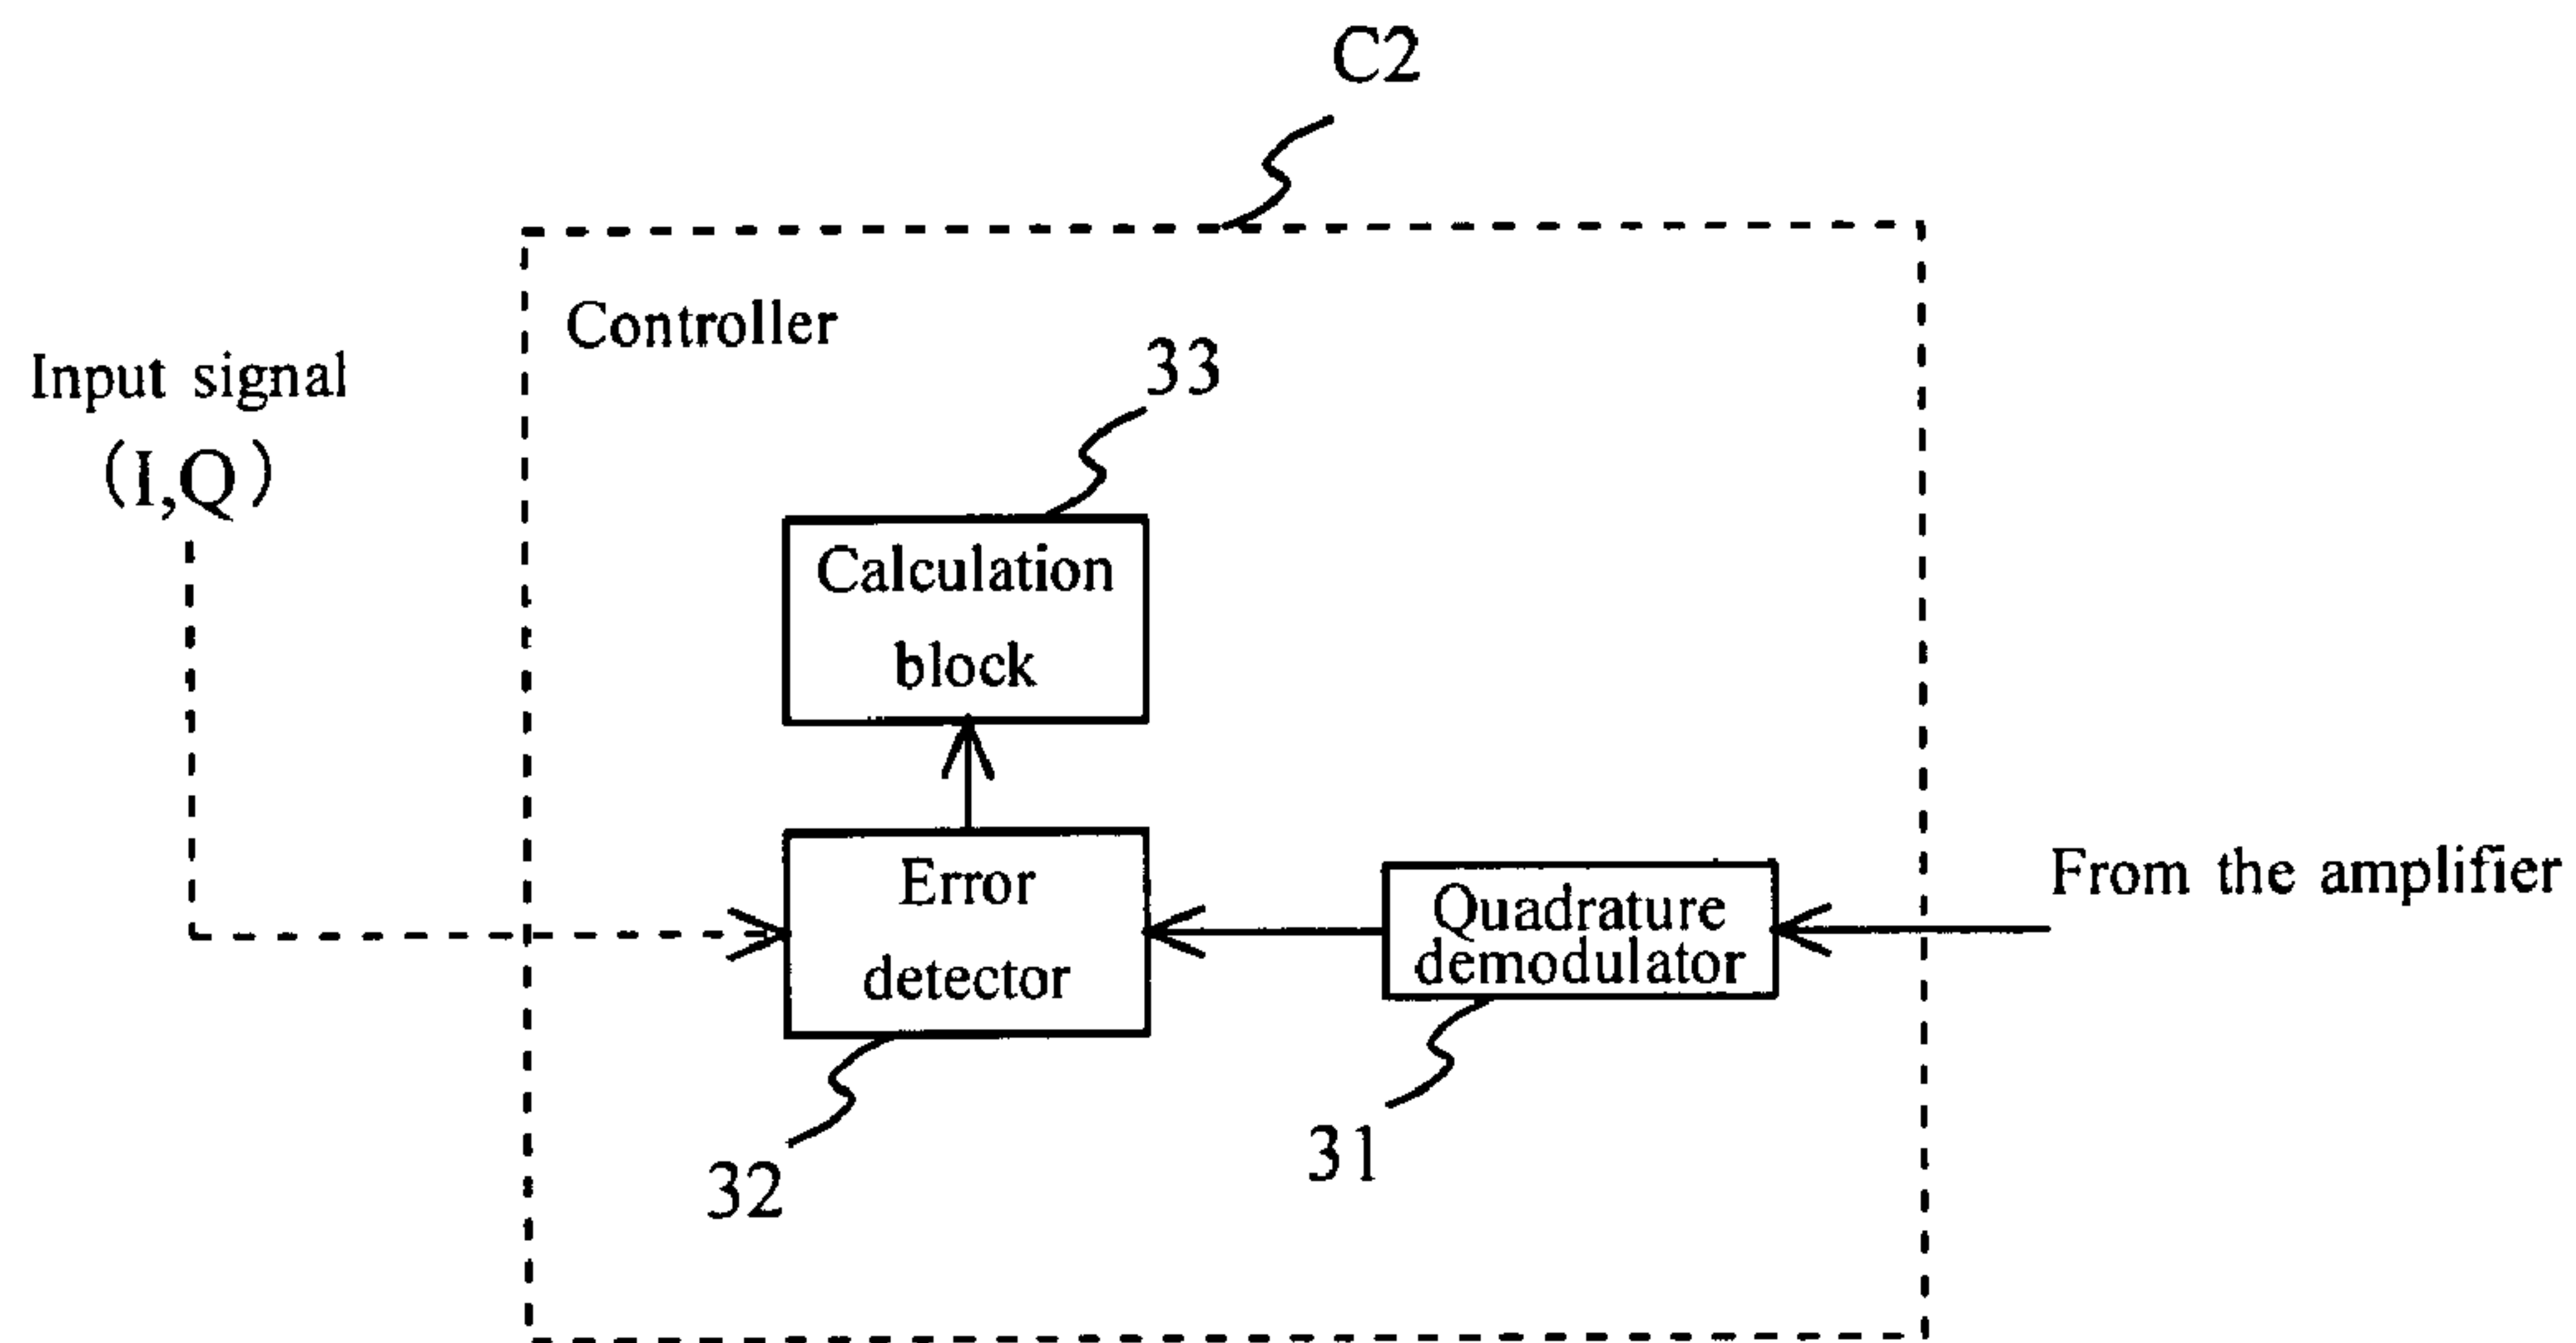 C2
Controller
Input signal
(I,Q)
33
Calculation
block
Error
detector
Quadrature
demodulator
From the amplifier
32
31